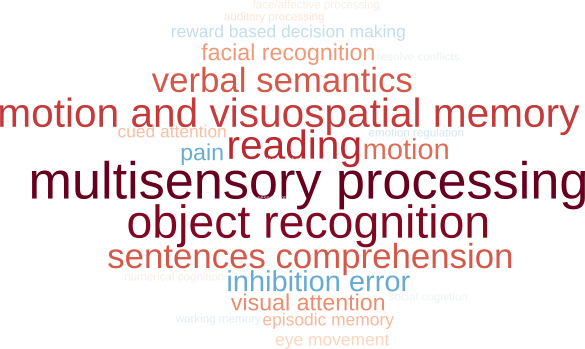 face/affective processing
auditory processing
reward based decision making
facial recognition
resolve conflicts
verbal semantics
motion and visuospatial memory
cued attention
emotion regulation
reading
pain
motion
multisensory processing
object recognition
sentences comprehension
numerical cognition
inhibition error
visual attention
social cognition
working memory
episodic memory
eye movement